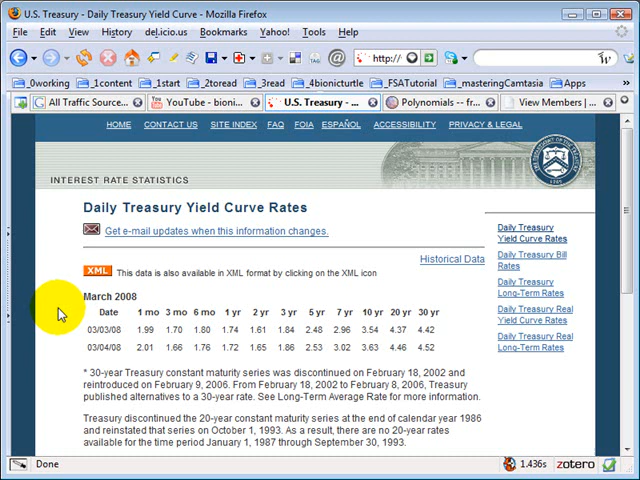 U.S. Treasury - Daily Treasury Yield Curve - Mozilla Firefox
File Edit View History del.icio.us Bookmarks Yahoo! Tools Help
http://
_0working _1content _1start _2toread _3read _4bionicturtle _FSATutorial _masteringCamtasia Apps
All Traffic Source... YouTube - bioni... U.S. Treasury - ... Polynomials -- fr... View Members | ...
HOME CONTACT US SITE INDEX FAQ FOIA ESPAÑOL ACCESSIBILITY PRIVACY & LEGAL
INTEREST RATE STATISTICS
Daily Treasury Yield Curve Rates
Get e-mail updates when this information changes.
Historical Data
XML This data is also available in XML format by clicking on the XML icon
March 2008
Date 1 mo 3 mo 6 mo 1 yr 2 yr 3 yr 5 yr 7 yr 10 yr 20 yr 30 yr
03/03/08 1.99 1.70 1.80 1.74 1.61 1.84 2.48 2.96 3.54 4.37 4.42
03/04/08 2.01 1.66 1.76 1.72 1.65 1.86 2.53 3.02 3.63 4.46 4.52
* 30-year Treasury constant maturity series was discontinued on February 18, 2002 and
reintroduced on February 9, 2006. From February 18, 2002 to February 8, 2006, Treasury
published alternatives to a 30-year rate. See Long-Term Average Rate for more information.
Treasury discontinued the 20-year constant maturity series at the end of calendar year 1986
and reinstated that series on October 1, 1993. As a result, there are no 20-year rates
available for the time period January 1, 1987 through September 30, 1993.
Daily Treasury
Yield Curve Rates
Daily Treasury Bill
Rates
Daily Treasury
Long-Term Rates
Daily Treasury Real
Yield Curve Rates
Daily Treasury Real
Long-Term Rates
Done 1.436s zotero